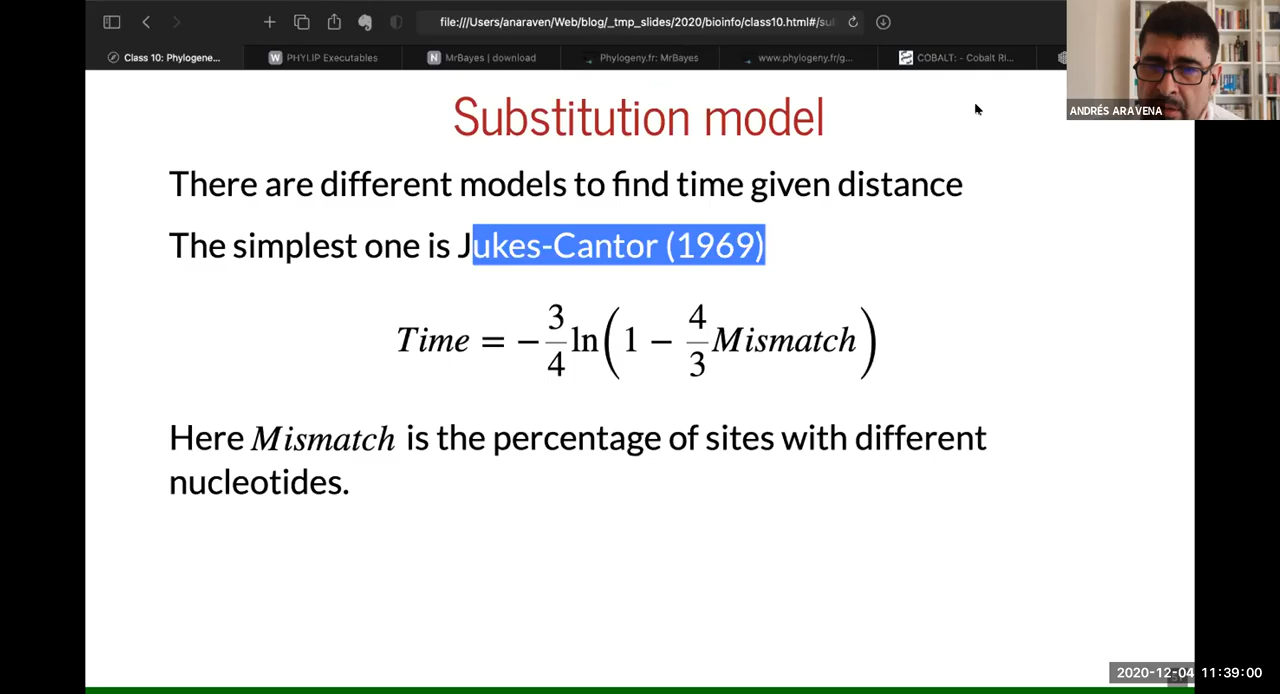 file:///Users/anaraven/Web/blog/_tmp_slides/2020/bioinfo/class10.html#/sul
Class 10: Phylogene...
PHYLIP Executables
MrBayes | download
Phylogeny.fr: MrBayes
www.phylogeny.fr/g...
COBALT: - Cobalt RI...
ANDRÉS ARAVENA
Substitution model
There are different models to find time given distance
The simplest one is Jukes-Cantor (1969)
Time = − 3/4 ln(1 − 4/3 Mismatch)
Here Mismatch is the percentage of sites with different
nucleotides.
2020-12-04 11:39:00